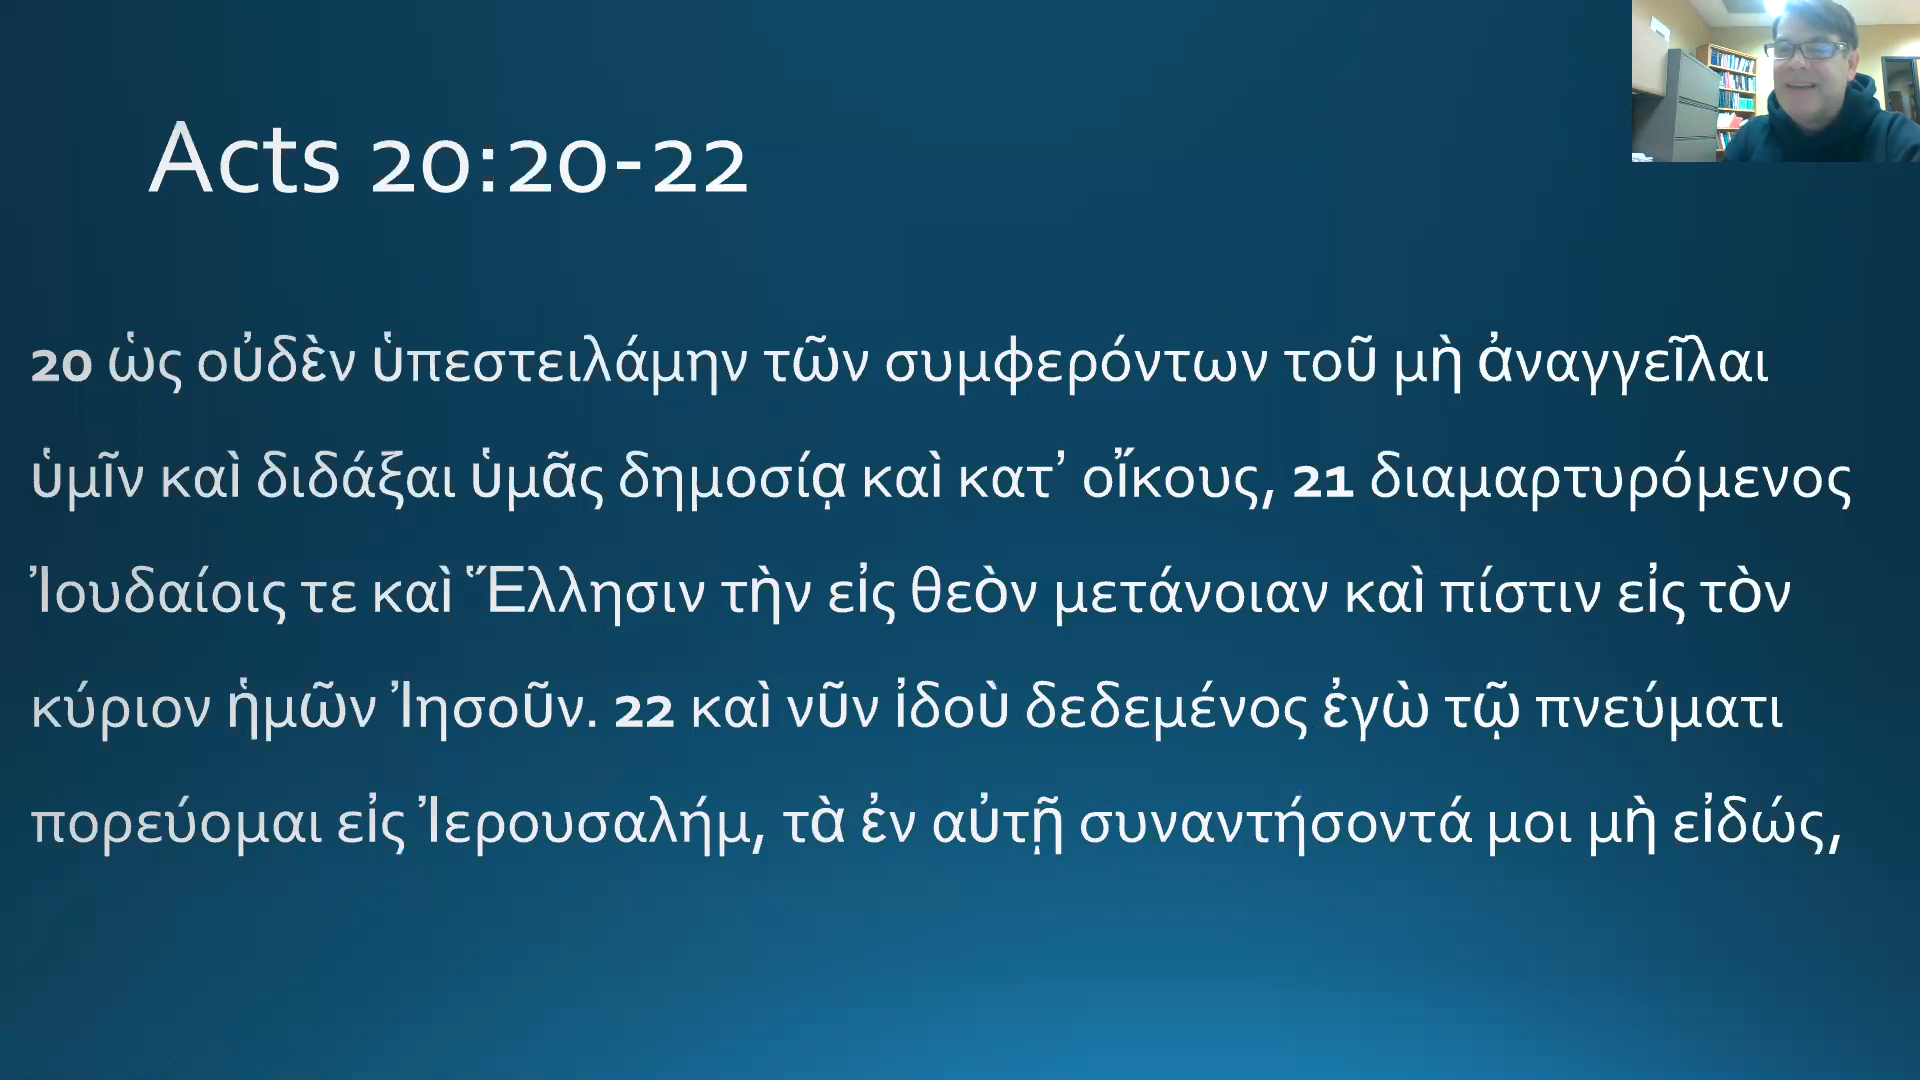 Acts 20:20-22
20 ὡς οὐδὲν ὑπεστειλάμην τῶν συμφερόντων τοῦ μὴ ἀναγγεῖλαι
ὑμῖν καὶ διδάξαι ὑμᾶς δημοσίᾳ καὶ κατ’ οἴκους, 21 διαμαρτυρόμενος
Ἰουδαίοις τε καὶ Ἕλλησιν τὴν εἰς θεὸν μετάνοιαν καὶ πίστιν εἰς τὸν
κύριον ἡμῶν Ἰησοῦν. 22 καὶ νῦν ἰδοὺ δεδεμένος ἐγὼ τῷ πνεύματι
πορεύομαι εἰς Ἰερουσαλήμ, τὰ ἐν αὐτῇ συναντήσοντά μοι μὴ εἰδώς,